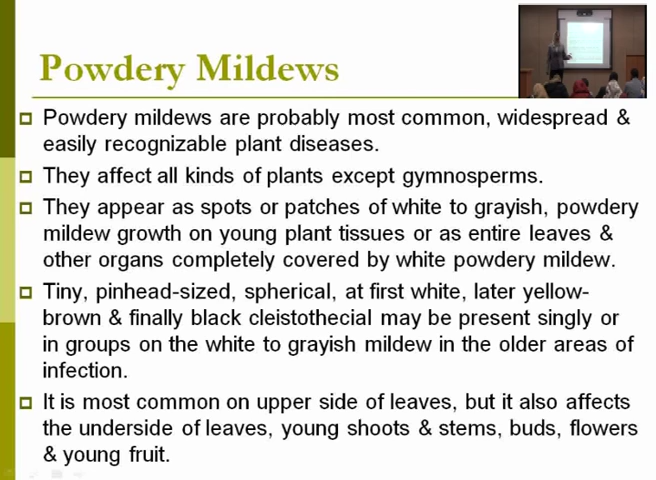 Powdery Mildews
Powdery mildews are probably most common, widespread &
easily recognizable plant diseases.
They affect all kinds of plants except gymnosperms.
They appear as spots or patches of white to grayish, powdery
mildew growth on young plant tissues or as entire leaves &
other organs completely covered by white powdery mildew.
Tiny, pinhead-sized, spherical, at first white, later yellow-
brown & finally black cleistothecial may be present singly or
in groups on the white to grayish mildew in the older areas of
infection.
It is most common on upper side of leaves, but it also affects
the underside of leaves, young shoots & stems, buds, flowers
& young fruit.